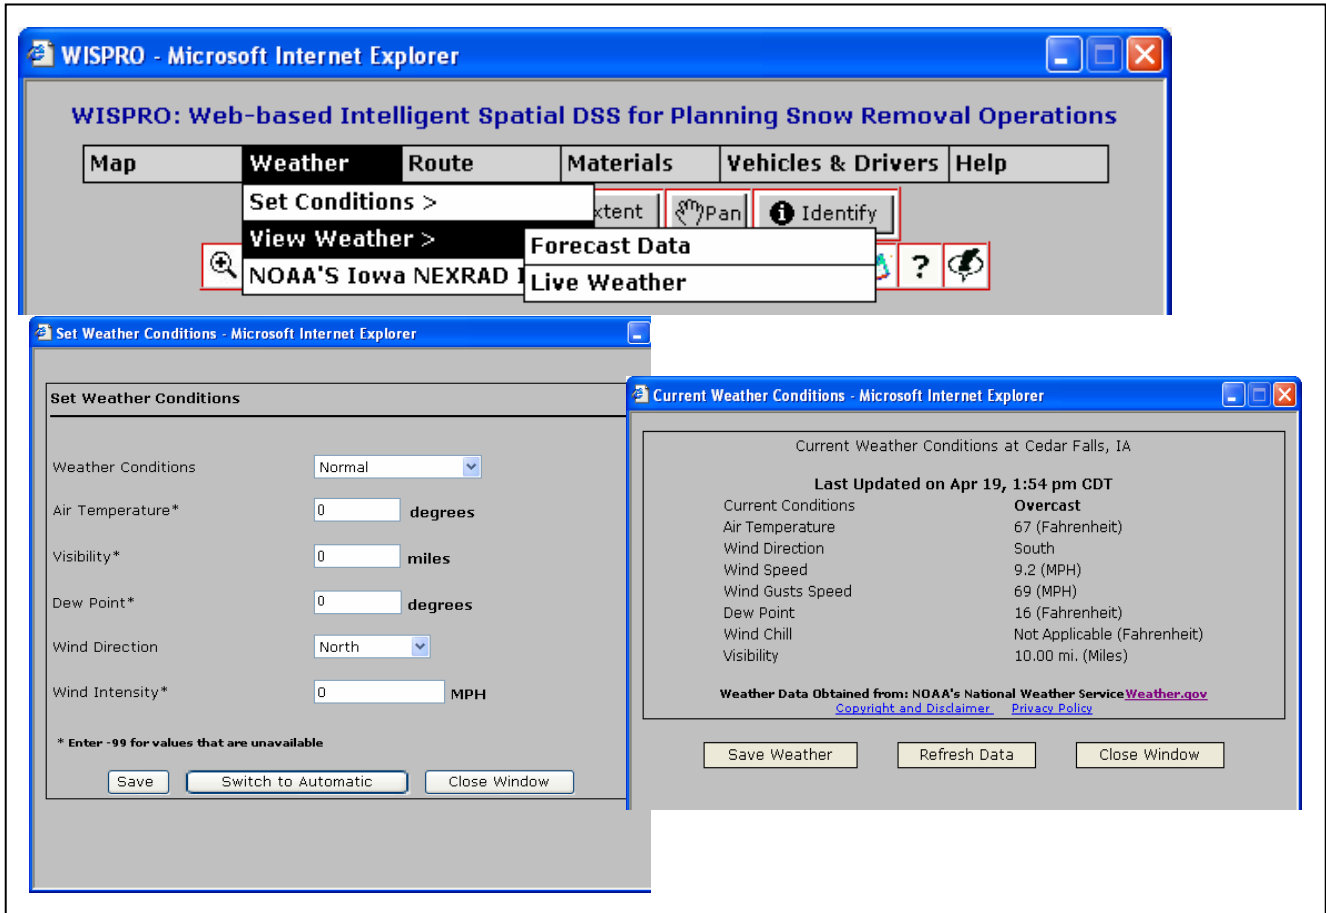 WISPRO - Microsoft Internet Explorer
WISPRO: Web-based Intelligent Spatial DSS for Planning Snow Removal Operations
Map Weather Route Materials Vehicles & Drivers Help
Set Conditions >
Pan Identify
View Weather >
Forecast Data
?
NOAA'S Iowa NEXRAD
Live Weather
Set Weather Conditions - Microsoft Internet Explorer
Set Weather Conditions
Weather Conditions Normal
Air Temperature* 0 degrees
Visibility* 0 miles
Dew Point* 0 degrees
Wind Direction North
Wind Intensity* 0 MPH
* Enter -99 for values that are unavailable
Save Switch to Automatic Close Window
Current Weather Conditions - Microsoft Internet Explorer
Current Weather Conditions at Cedar Falls, IA
Last Updated on Apr 19, 1:54 pm CDT
Current Conditions Overcast
Air Temperature 67 (Fahrenheit)
Wind Direction South
Wind Speed 9.2 (MPH)
Wind Gusts Speed 69 (MPH)
Dew Point 16 (Fahrenheit)
Wind Chill Not Applicable (Fahrenheit)
Visibility 10.00 mi. (Miles)
Weather Data Obtained from: NOAA's National Weather ServiceWeather.gov
Copyright and Disclaimer Privacy Policy
Save Weather Refresh Data Close Window